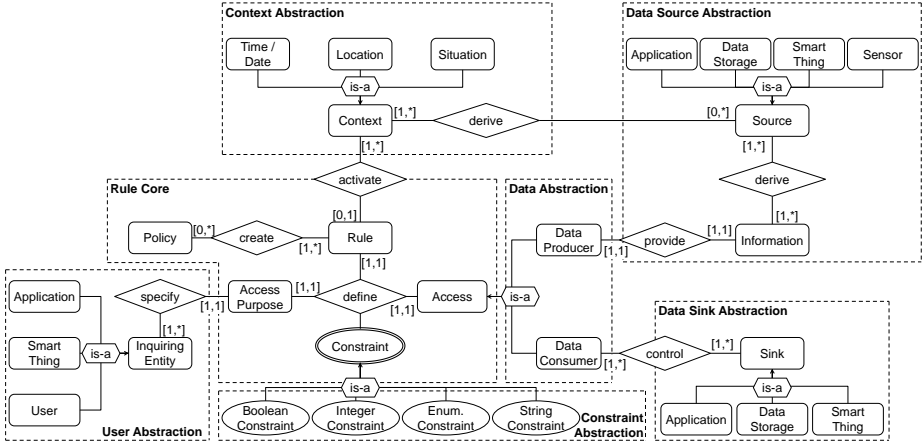 Context Abstraction
Data Source Abstraction
Time /
Date
Location
Situation
Application
Data
Storage
Smart
Thing
Sensor
is-a
is-a
Context
[1,*]
derive
[0,*]
Source
[1,*]
[1,*]
activate
derive
Rule Core
Data Abstraction
[0,1]
[1,*]
Policy
[0,*]
create
[1,*]
Rule
Data
Producer
[1,1]
provide
[1,1]
Information
[1,1]
Application
specify
[1,1]
Access
Purpose
[1,1]
define
[1,1]
Access
is-a
Data Sink Abstraction
[1,*]
Smart
Thing
is-a
Inquiring
Entity
Constraint
Data
Consumer
[1,*]
control
[1,*]
Sink
User
is-a
is-a
User Abstraction
Boolean
Constraint
Integer
Constraint
Enum.
Constraint
String
Constraint
Constraint
Abstraction
Application
Data
Storage
Smart
Thing